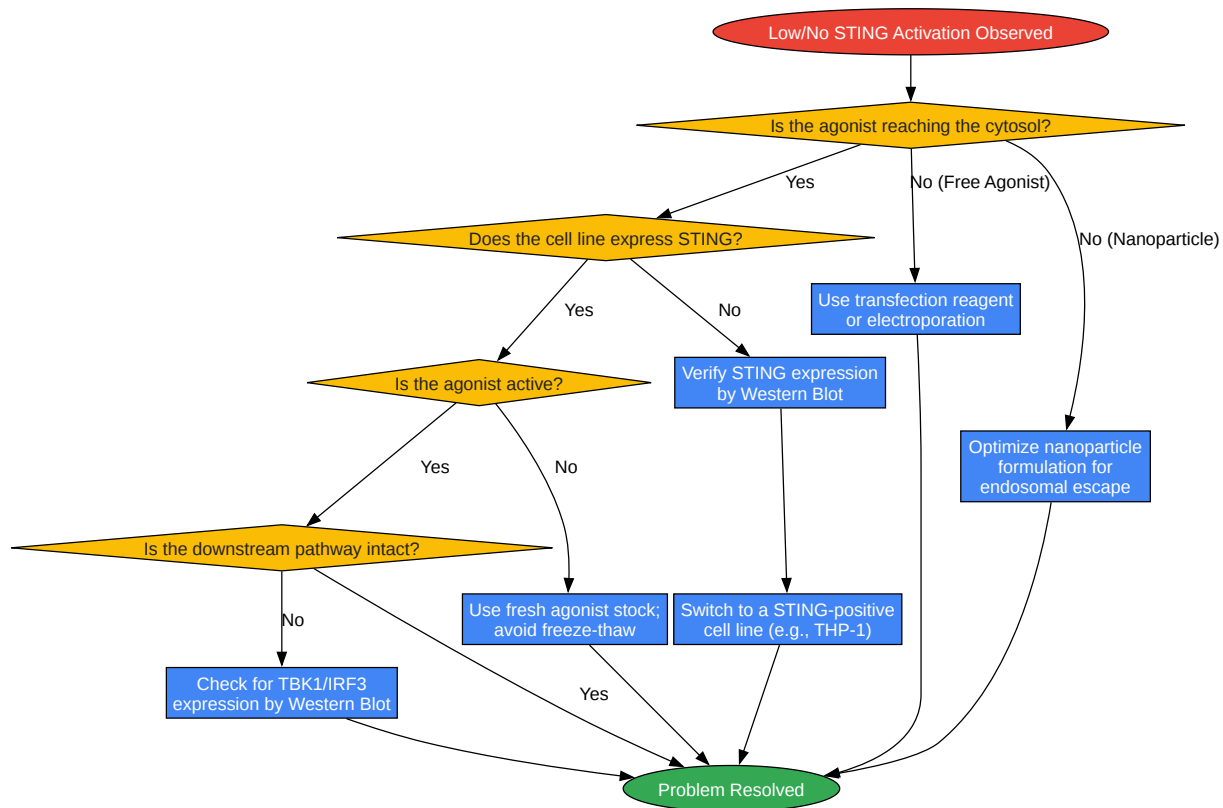 Low/No STING Activation Observed
Is the agonist reaching the cytosol?
Yes
No (Free Agonist)
No (Nanoparticle)
Does the cell line express STING?
Use transfection reagent
or electroporation
Yes
No
Is the agonist active?
Verify STING expression
by Western Blot
Optimize nanoparticle
formulation for
endosomal escape
Yes
No
Is the downstream pathway intact?
Use fresh agonist stock;
avoid freeze-thaw
Switch to a STING-positive
cell line (e.g., THP-1)
No
Check for TBK1/IRF3
expression by Western Blot
Yes
Problem Resolved